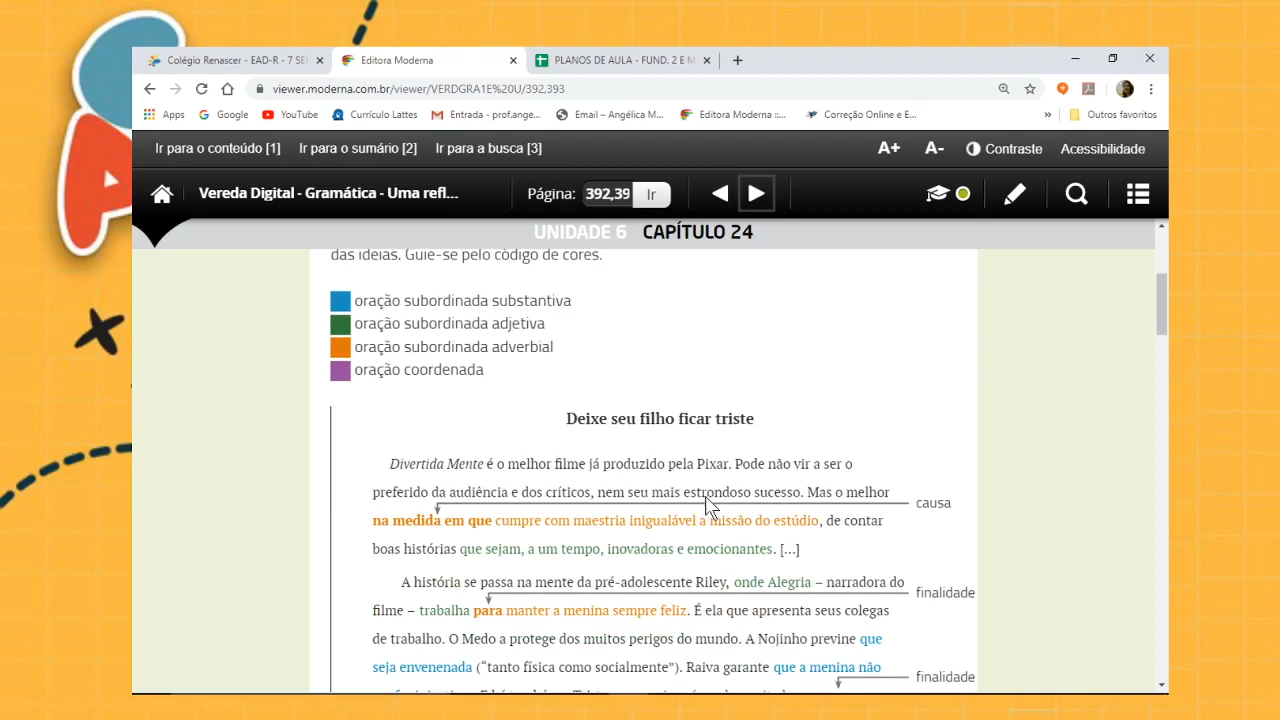 Colégio Renascer - EAD-R - 7 SE
Editora Moderna
PLANOS DE AULA - FUND. 2 E M
viewer.moderna.com.br/viewer/VERDGRA1E%20U/392,393
Apps
Google
YouTube
Currículo Lattes
Entrada - prof.ange...
Email – Angélica M...
Editora Moderna ::...
Correção Online e E...
»
Outros favoritos
Ir para o conteúdo [1]
Ir para o sumário [2]
Ir para a busca [3]
A+
A-
Contraste
Acessibilidade
Vereda Digital - Gramática - Uma refl...
Página:
392,39
Ir
UNIDADE 6 CAPÍTULO 24
das ideias. Guie-se pelo código de cores.
oração subordinada substantiva
oração subordinada adjetiva
oração subordinada adverbial
oração coordenada
Deixe seu filho ficar triste
Divertida Mente é o melhor filme já produzido pela Pixar. Pode não vir a ser o
preferido da audiência e dos críticos, nem seu mais estrondoso sucesso. Mas o melhor
causa
na medida em que cumpre com maestria inigualável a missão do estúdio, de contar
boas histórias que sejam, a um tempo, inovadoras e emocionantes. [...]
A história se passa na mente da pré-adolescente Riley, onde Alegria – narradora do
finalidade
filme – trabalha para manter a menina sempre feliz. É ela que apresenta seus colegas
de trabalho. O Medo a protege dos muitos perigos do mundo. A Nojinho previne que
seja envenenada (“tanto física como socialmente”). Raiva garante que a menina não
finalidade